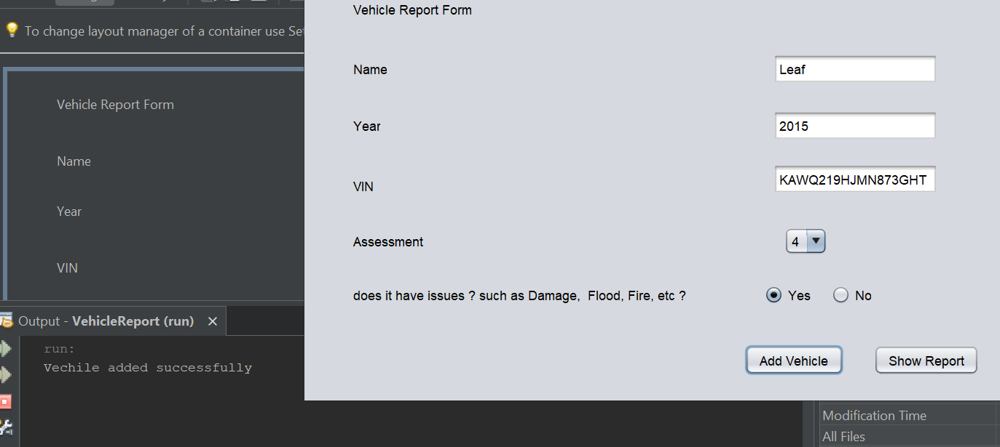 To change layout manager of a container use Se
Vehicle Report Form
Name
Year
VIN
Output - VehicleReport (run)
run:
Vechile added successfully
Vehicle Report Form
Name
Leaf
Year
2015
VIN
KAWQ219HJMN873GHT
Assessment
4
does it have issues ? such as Damage, Flood, Fire, etc ?
Yes
No
Add Vehicle
Show Report
Modification Time
All Files